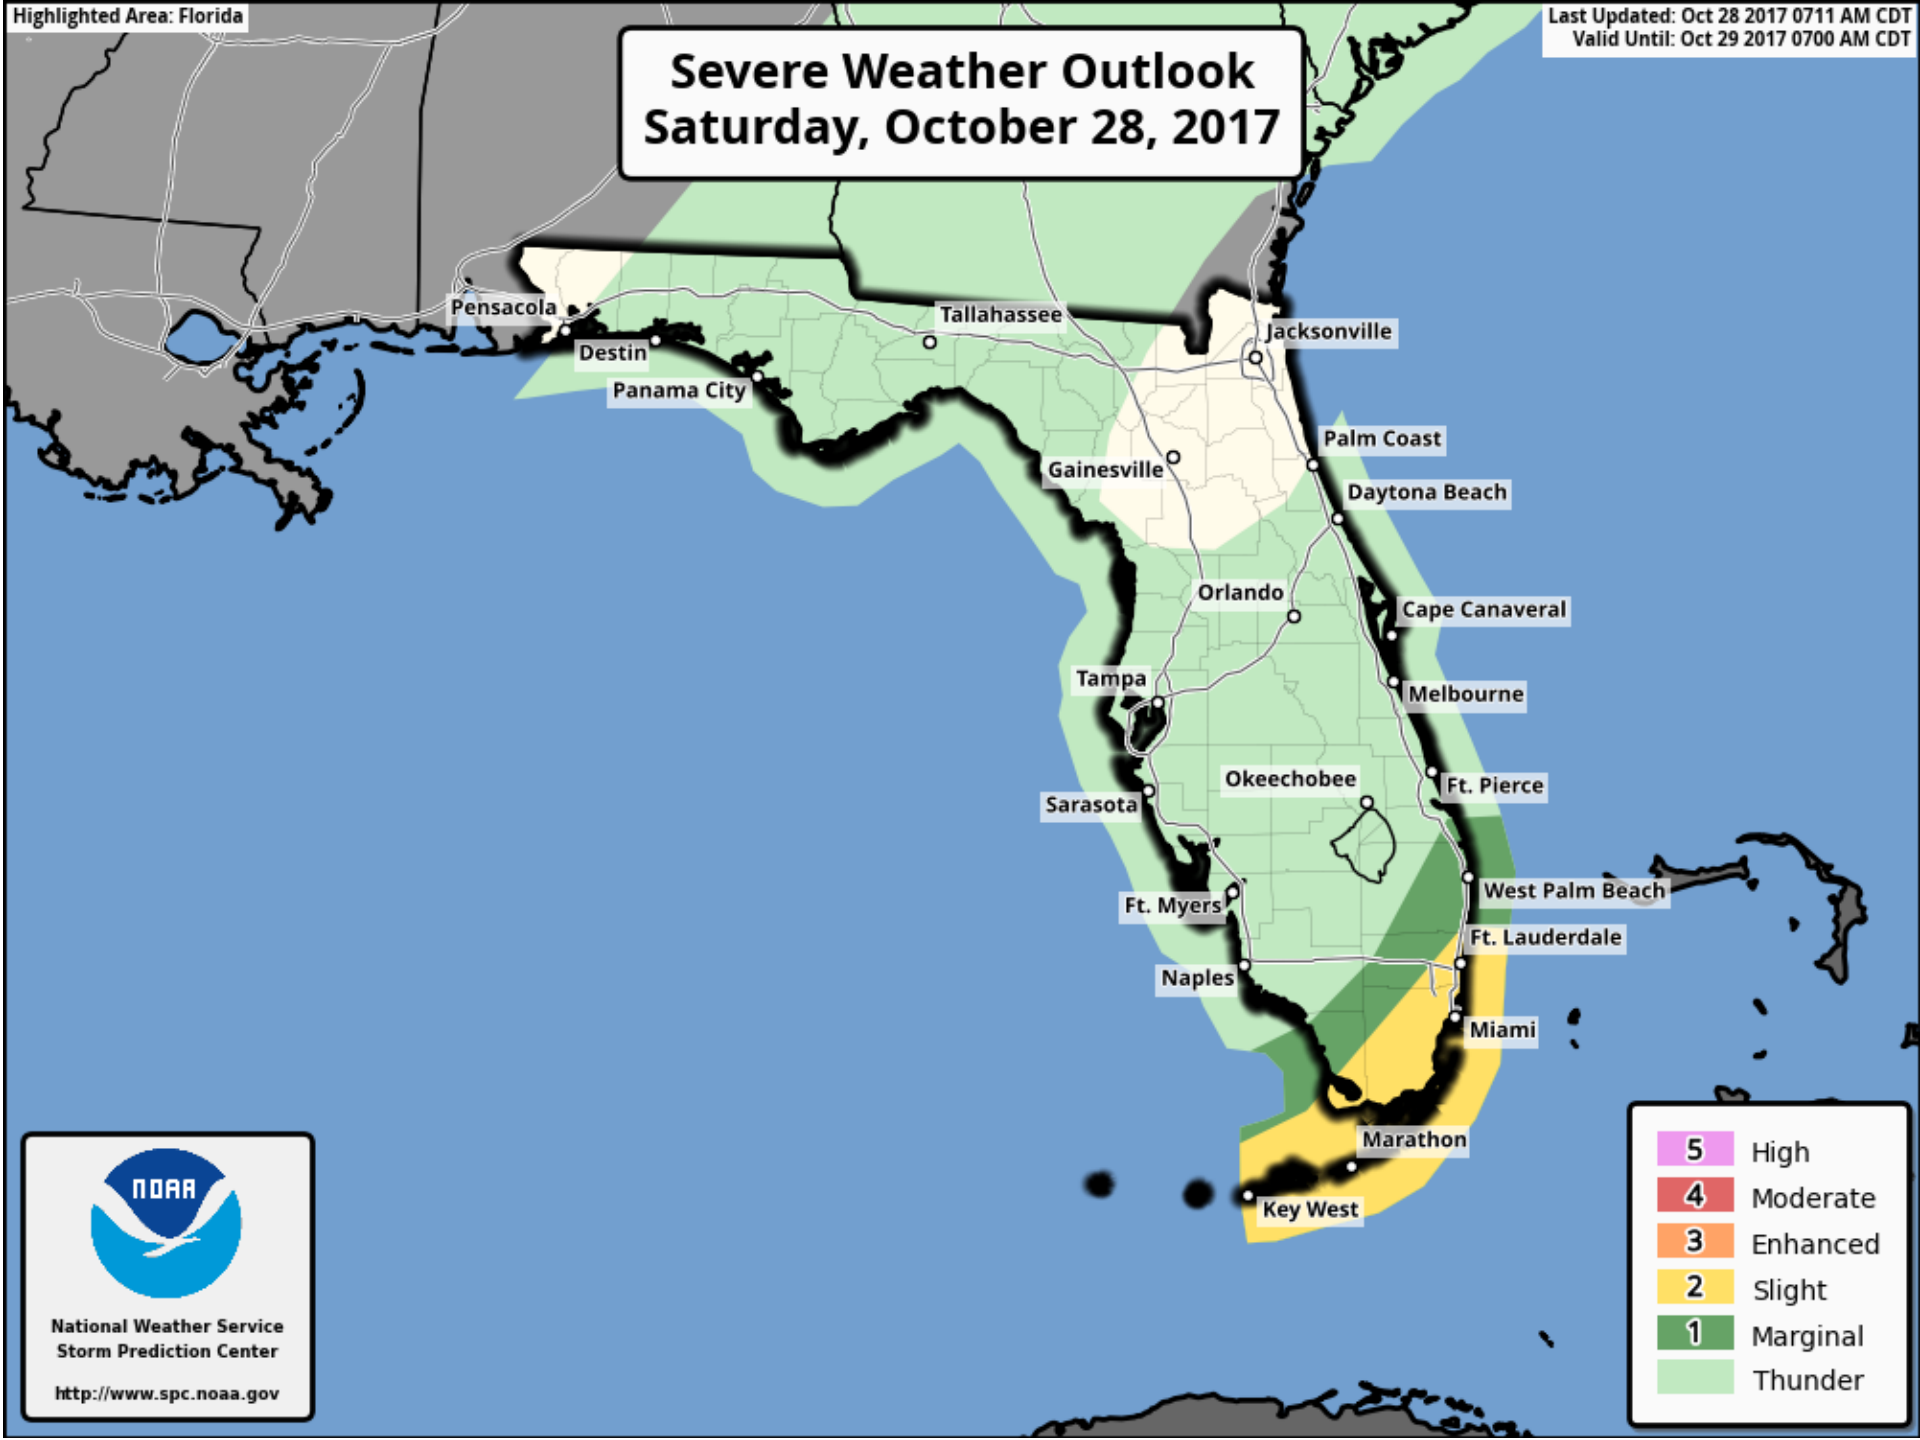 Highlighted Area: Florida
Last Updated: Oct 28 2017 0711 AM CDT
Valid Until: Oct 29 2017 0700 AM CDT
Severe Weather Outlook
Saturday, October 28, 2017
Pensacola
Tallahassee
Jacksonville
Destin
Panama City
Palm Coast
Gainesville
Daytona Beach
Orlando
Cape Canaveral
Tampa
Melbourne
Okeechobee
Ft. Pierce
Sarasota
West Palm Beach
Ft. Myers
Ft. Lauderdale
Naples
Miami
Marathon
Key West
NOAA
National Weather Service
Storm Prediction Center
http://www.spc.noaa.gov
5 High
4 Moderate
3 Enhanced
2 Slight
1 Marginal
Thunder